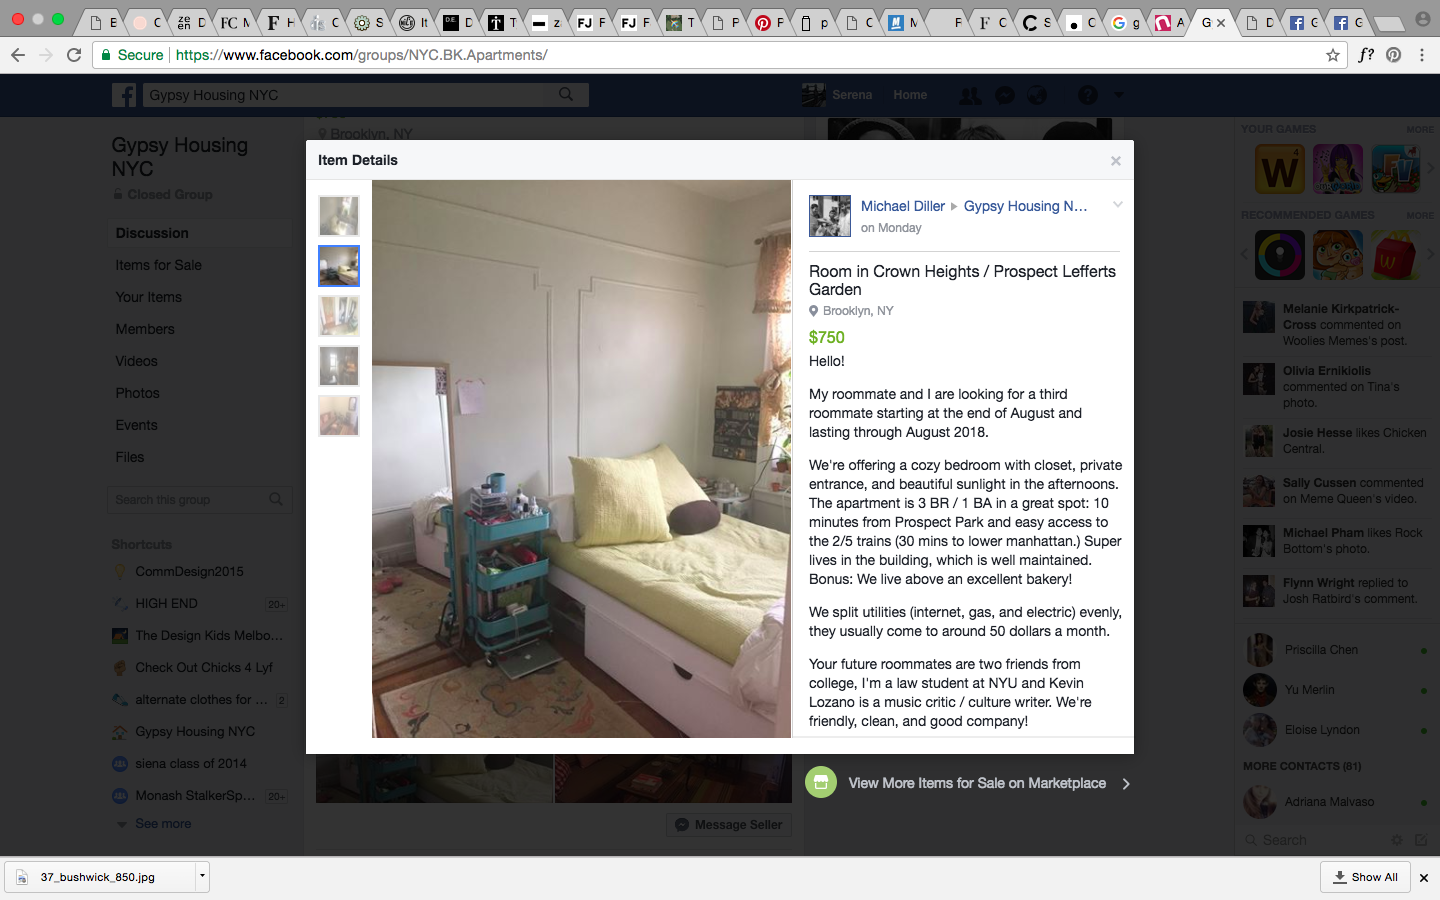 Secure
https://www.facebook.com/groups/NYC.BK.Apartments/
Gypsy Housing NYC
Serena
Home
Gypsy Housing
NYC
Closed Group
Discussion
Items for Sale
Your Items
Members
Videos
Photos
Events
Files
Search this group
Shortcuts
CommDesign2015
HIGH END 20+
The Design Kids Melbo...
Check Out Chicks 4 Lyf
alternate clothes for ... 2
Gypsy Housing NYC
siena class of 2014
Monash StalkerSp... 20+
See more
Brooklyn, NY
Item Details
Michael Diller
Gypsy Housing N...
on Monday
Room in Crown Heights / Prospect Lefferts
Garden
Brooklyn, NY
$750
Hello!
My roommate and I are looking for a third
roommate starting at the end of August and
lasting through August 2018.
We're offering a cozy bedroom with closet, private
entrance, and beautiful sunlight in the afternoons.
The apartment is 3 BR / 1 BA in a great spot: 10
minutes from Prospect Park and easy access to
the 2/5 trains (30 mins to lower manhattan.) Super
lives in the building, which is well maintained.
Bonus: We live above an excellent bakery!
We split utilities (internet, gas, and electric) evenly,
they usually come to around 50 dollars a month.
Your future roommates are two friends from
college, I'm a law student at NYU and Kevin
Lozano is a music critic / culture writer. We're
friendly, clean, and good company!
View More Items for Sale on Marketplace
Message Seller
YOUR GAMES
MORE
RECOMMENDED GAMES
MORE
Melanie Kirkpatrick-
Cross commented on
Woolies Memes's post.
Olivia Ernikiolis
commented on Tina's
photo.
Josie Hesse likes Chicken
Central.
Sally Cussen commented
on Meme Queen's video.
Michael Pham likes Rock
Bottom's photo.
Flynn Wright replied to
Josh Ratbird's comment.
Priscilla Chen
Yu Merlin
Eloise Lyndon
MORE CONTACTS (81)
Adriana Malvaso
Search
37_bushwick_850.jpg
Show All